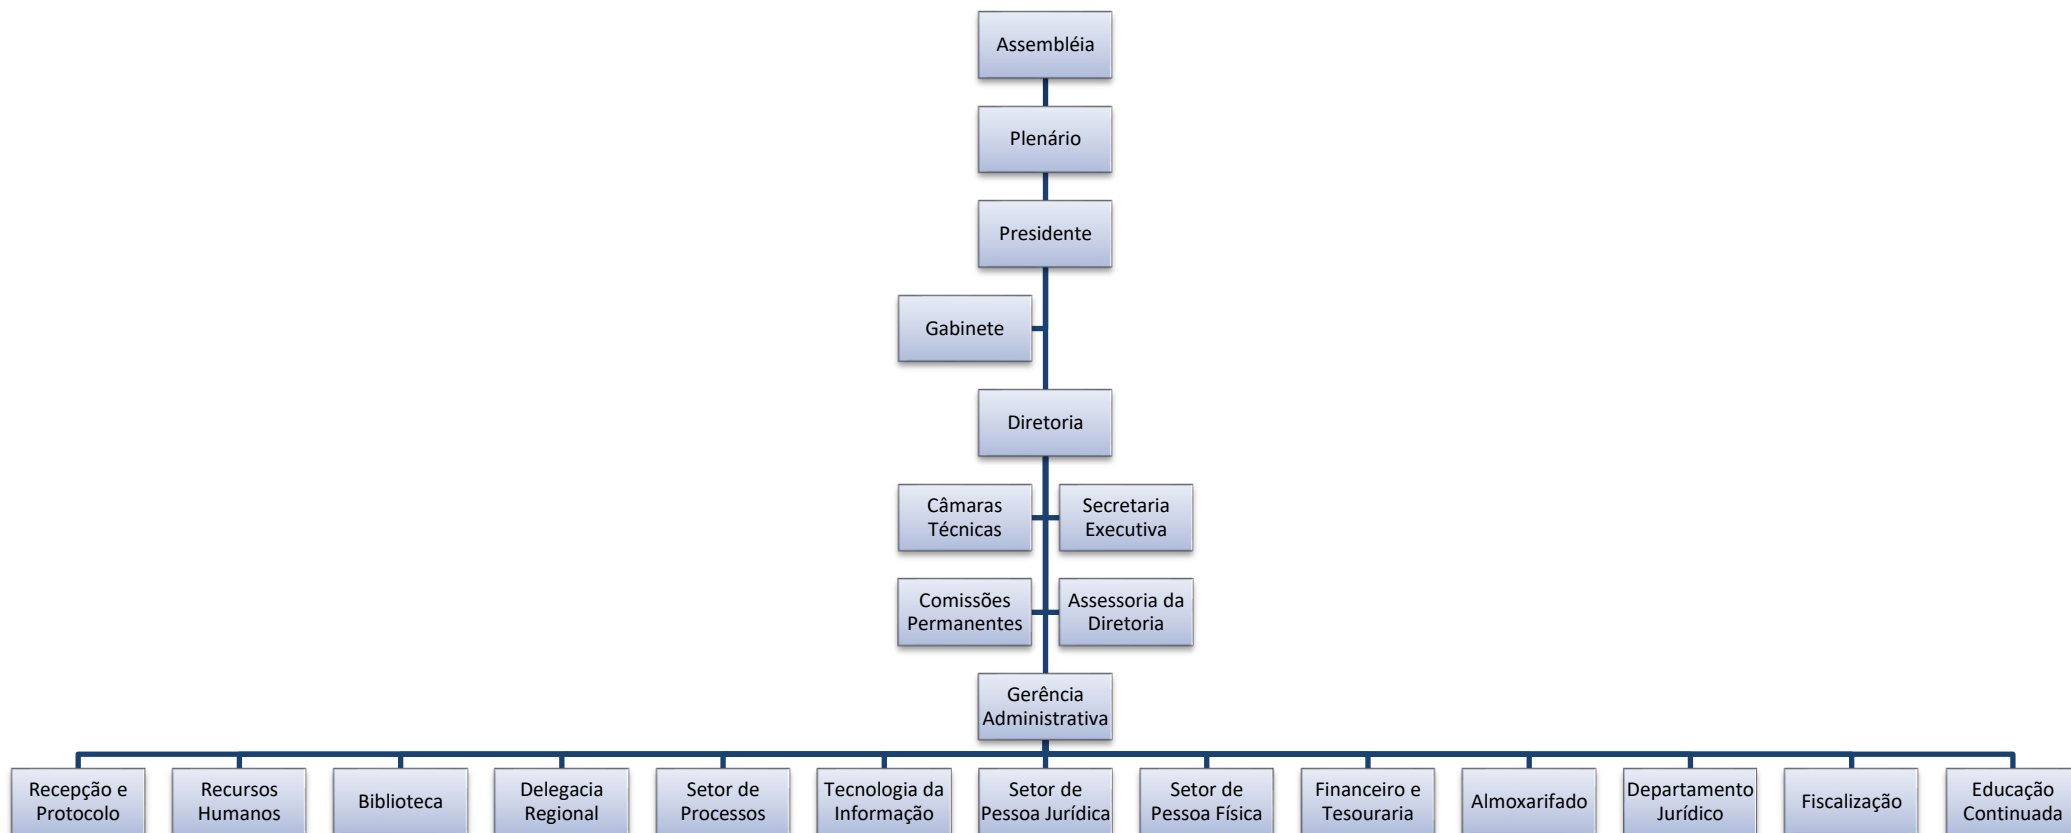 Assembléia
Plenário
Presidente
Gabinete
Diretoria
Câmaras
Técnicas
Secretaria
Executiva
Comissões
Permanentes
Assessoria da
Diretoria
Gerência
Administrativa
Recepção e
Protocolo
Recursos
Humanos
Biblioteca
Delegacia
Regional
Setor de
Processos
Tecnologia da
Informação
Setor de
Pessoa Jurídica
Setor de
Pessoa Física
Financeiro e
Tesouraria
Almoxarifado
Departamento
Jurídico
Fiscalização
Educação
Continuada